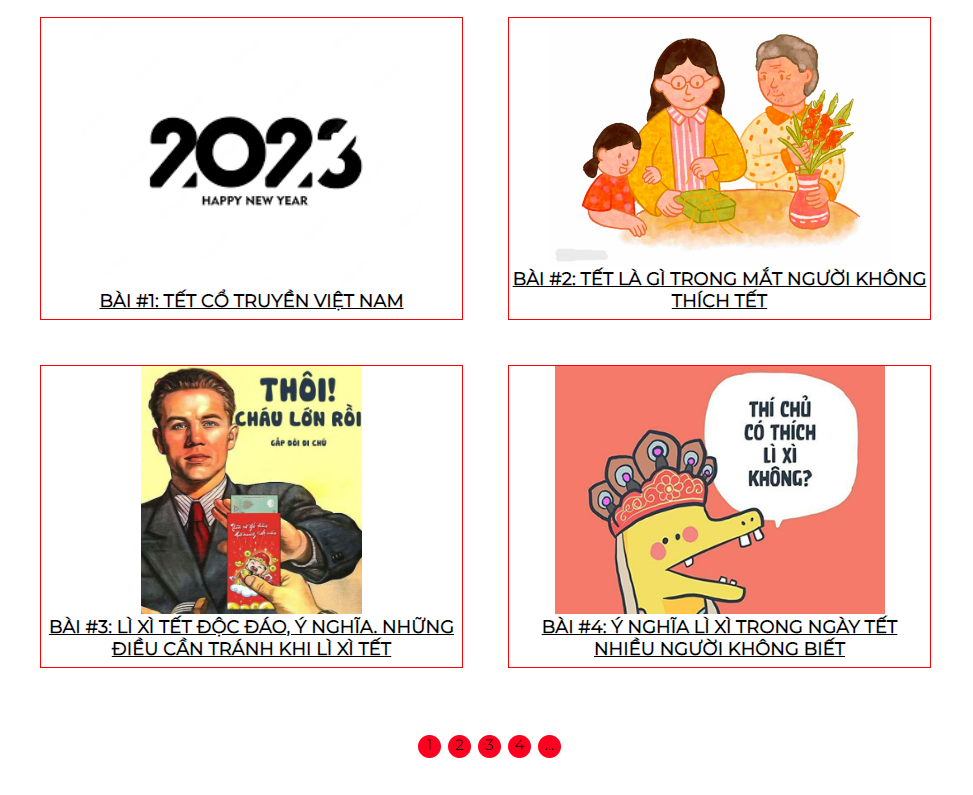 2023
HAPPY NEW YEAR
BÀI #1: TẾT CỔ TRUYỀN VIỆT NAM
BÀI #2: TẾT LÀ GÌ TRONG MẮT NGƯỜI KHÔNG
THÍCH TẾT
THÔI!
CHÁU LỚN RỒI
GẤP ĐÔI ĐI CHÚ
BÀI #3: LÌ XÌ TẾT ĐỘC ĐÁO, Ý NGHĨA. NHỮNG
ĐIỀU CẦN TRÁNH KHI LÌ XÌ TẾT
THÍ CHỦ
CÓ THÍCH
LÌ XÌ
KHÔNG?
BÀI #4: Ý NGHĨA LÌ XÌ TRONG NGÀY TẾT
NHIỀU NGƯỜI KHÔNG BIẾT
1 2 3 4 ...